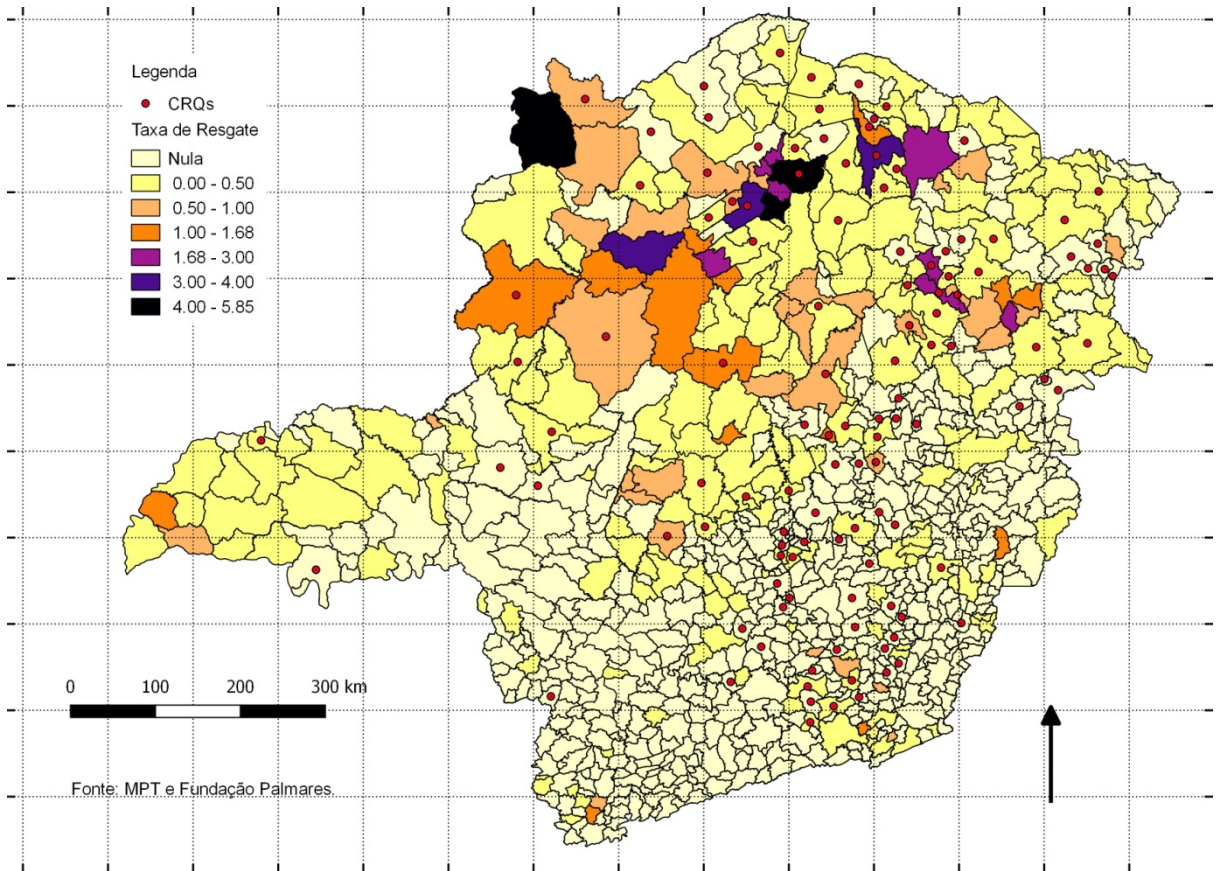 Legenda
CRQs
Taxa de Resgate
Nula
0.00 - 0.50
0.50 - 1.00
1.00 - 1.68
1.68 - 3.00
3.00 - 4.00
4.00 - 5.85
0 100 200 300 km
Fonte: MPT e Fundação Palmares.